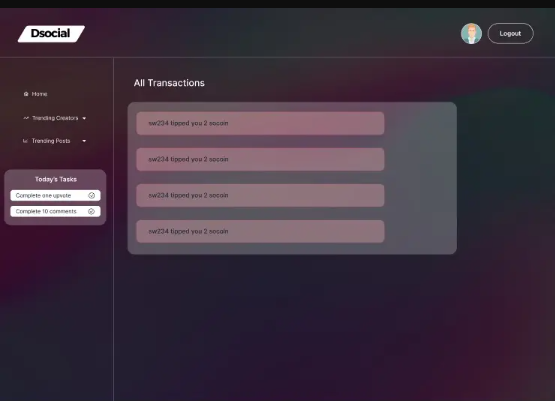 Dsocial
Logout
All Transactions
Home
Trending Creators
Trending Posts
Today's Tasks
Complete one upvote
Complete 10 comments
sw234 tipped you 2 socoin
sw234 tipped you 2 socoin
sw234 tipped you 2 socoin
sw234 tipped you 2 socoin